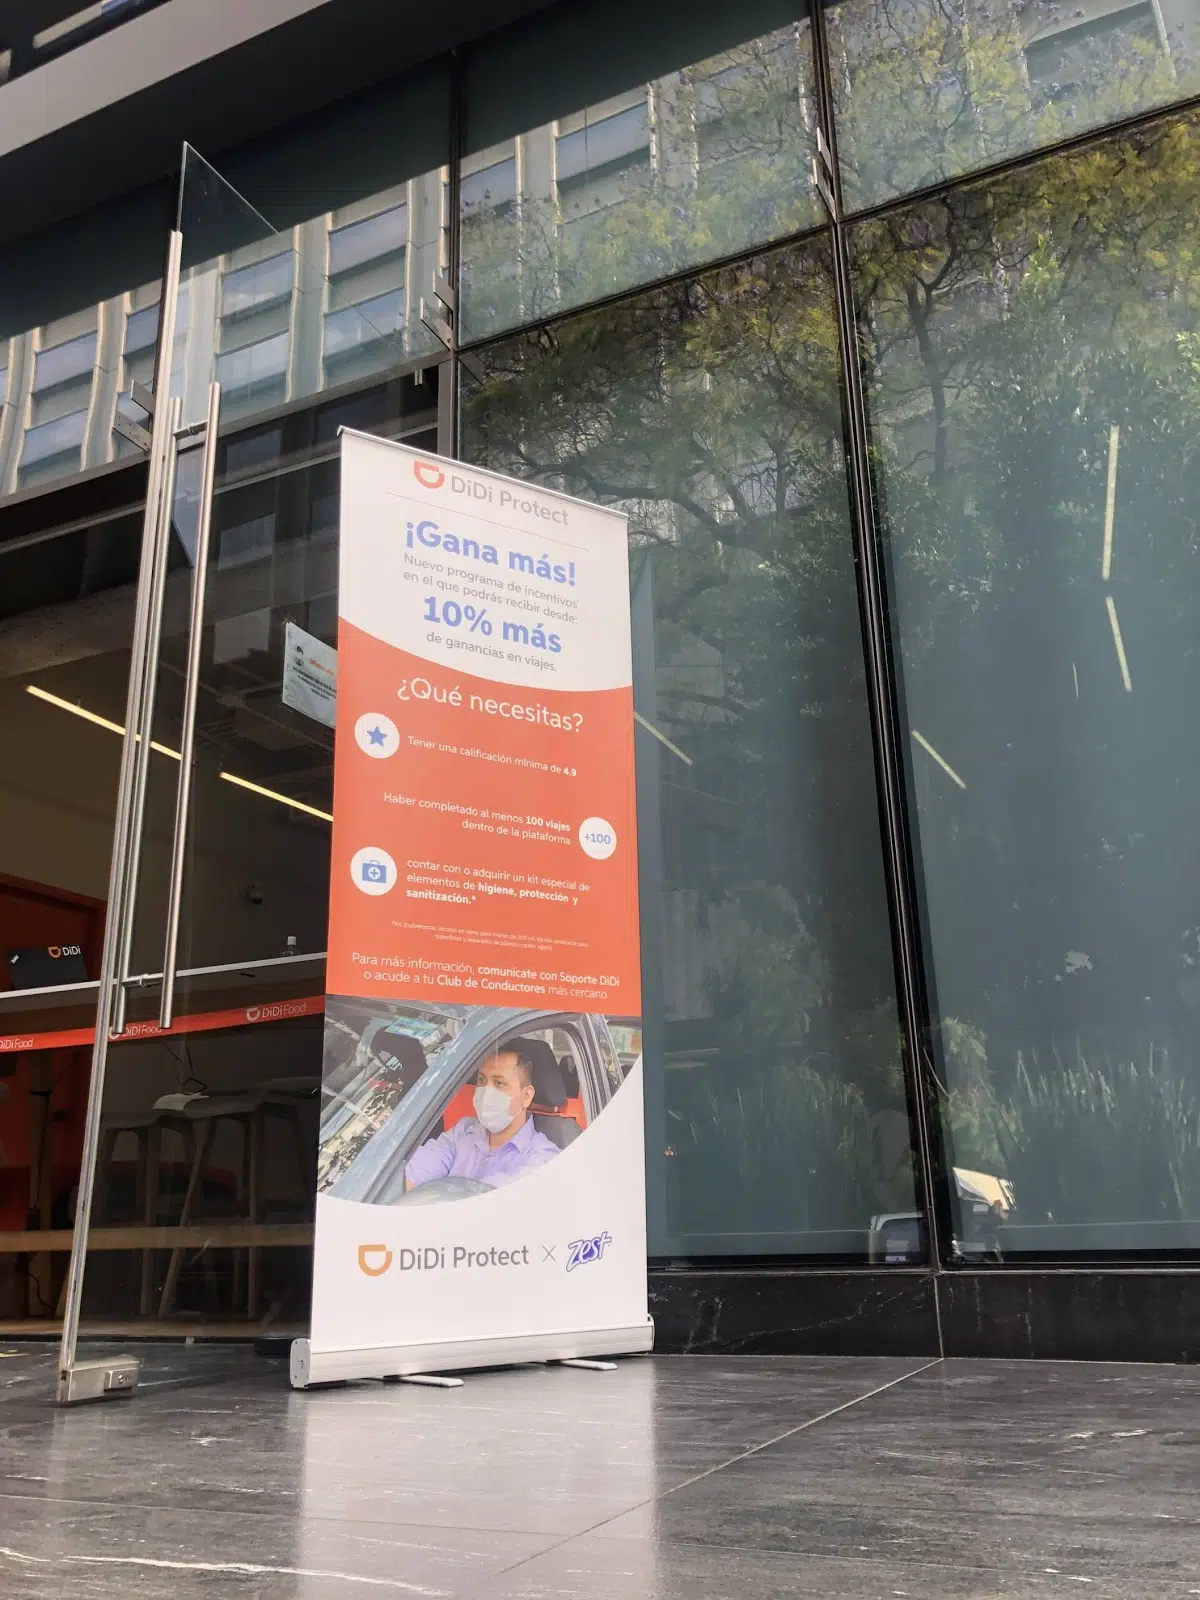 DiDi Protect
¡Gana más!
Nuevo programa de incentivos
en el que podrás recibir desde:
10% más
de ganancias en viajes.
¿Qué necesitas?
Tener una calificación mínima de 4.9
Haber completado al menos 100 viajes
dentro de la plataforma
+100
contar con o adquirir un kit especial de
elementos de higiene, protección y
sanitización.*
Para más información, comunícate con Soporte DiDi
o acude a tu Club de Conductores más cercano.
DiDi Protect X zest
DiDi
DiDi Food
DiDi Food
DiDi Food